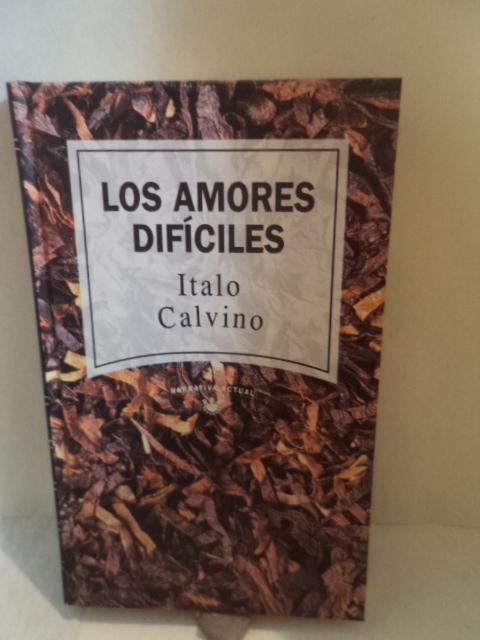 LOS AMORES
DIFÍCILES
Italo
Calvino
NARRATIVA ACTUAL